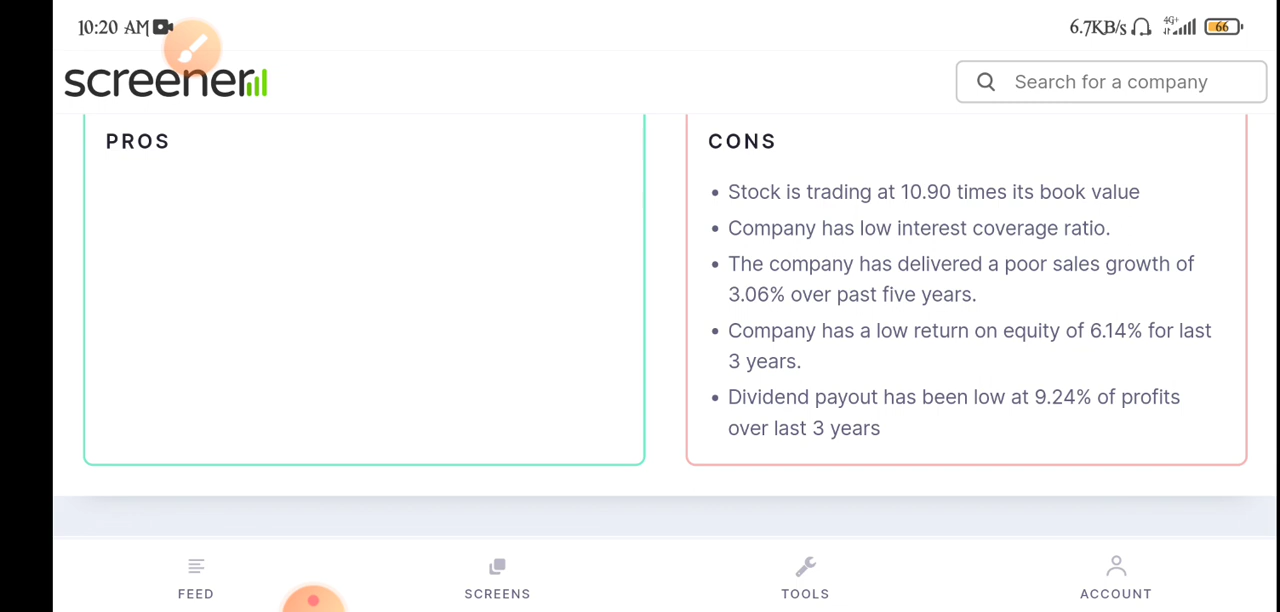 10:20 AM
6.7KB/s 4G+ 66
screener
Search for a company
PROS
CONS
• Stock is trading at 10.90 times its book value
• Company has low interest coverage ratio.
• The company has delivered a poor sales growth of
3.06% over past five years.
• Company has a low return on equity of 6.14% for last
3 years.
• Dividend payout has been low at 9.24% of profits
over last 3 years
FEED
SCREENS
TOOLS
ACCOUNT